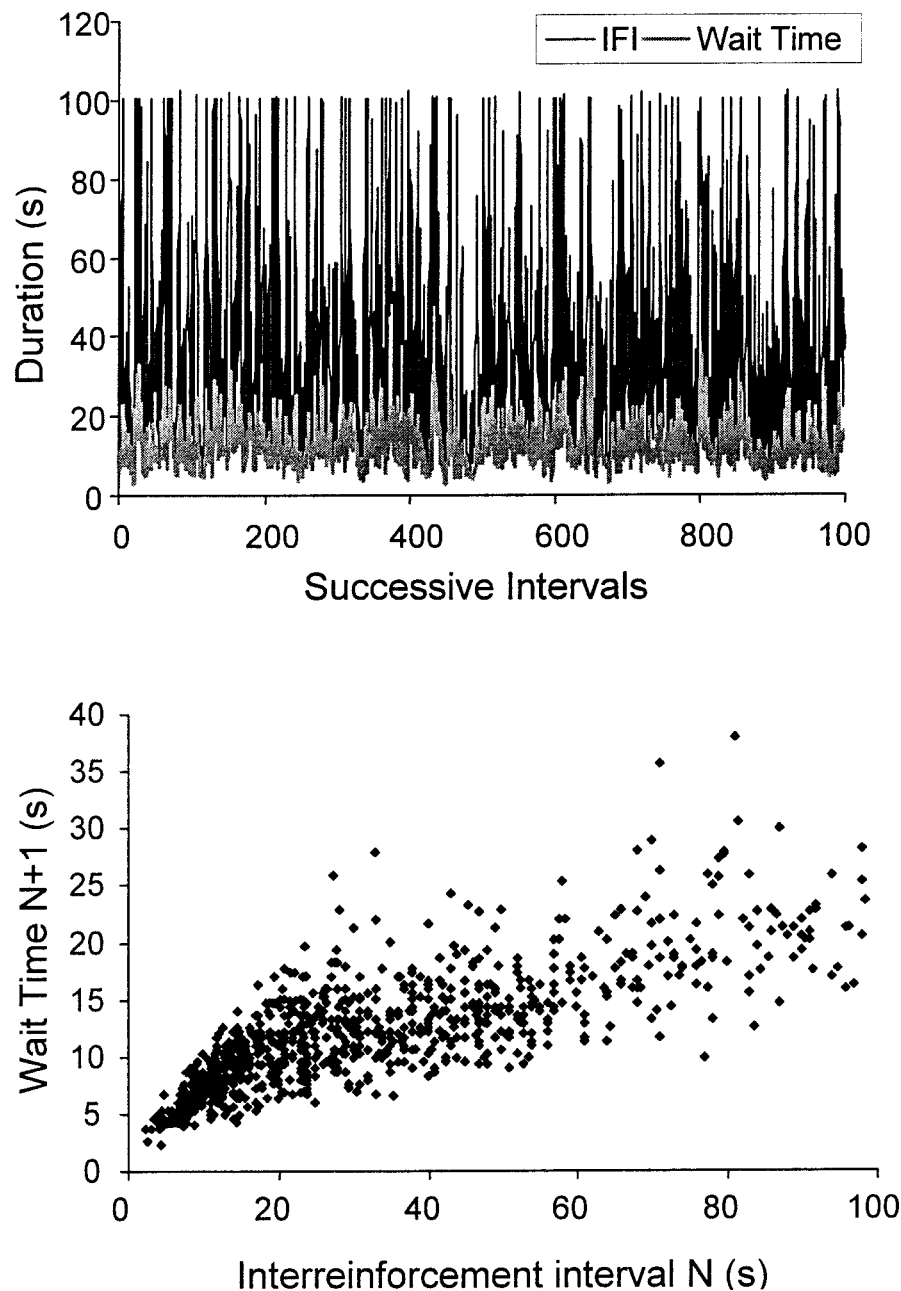 120
100
80
60
40
20
0
Duration (s)
IFI
Wait Time
0 200 400 600 800 100
Successive Intervals
40
35
30
25
20
15
10
5
0
Wait Time N+1 (s)
0 20 40 60 80 100
Interreinforcement interval N (s)